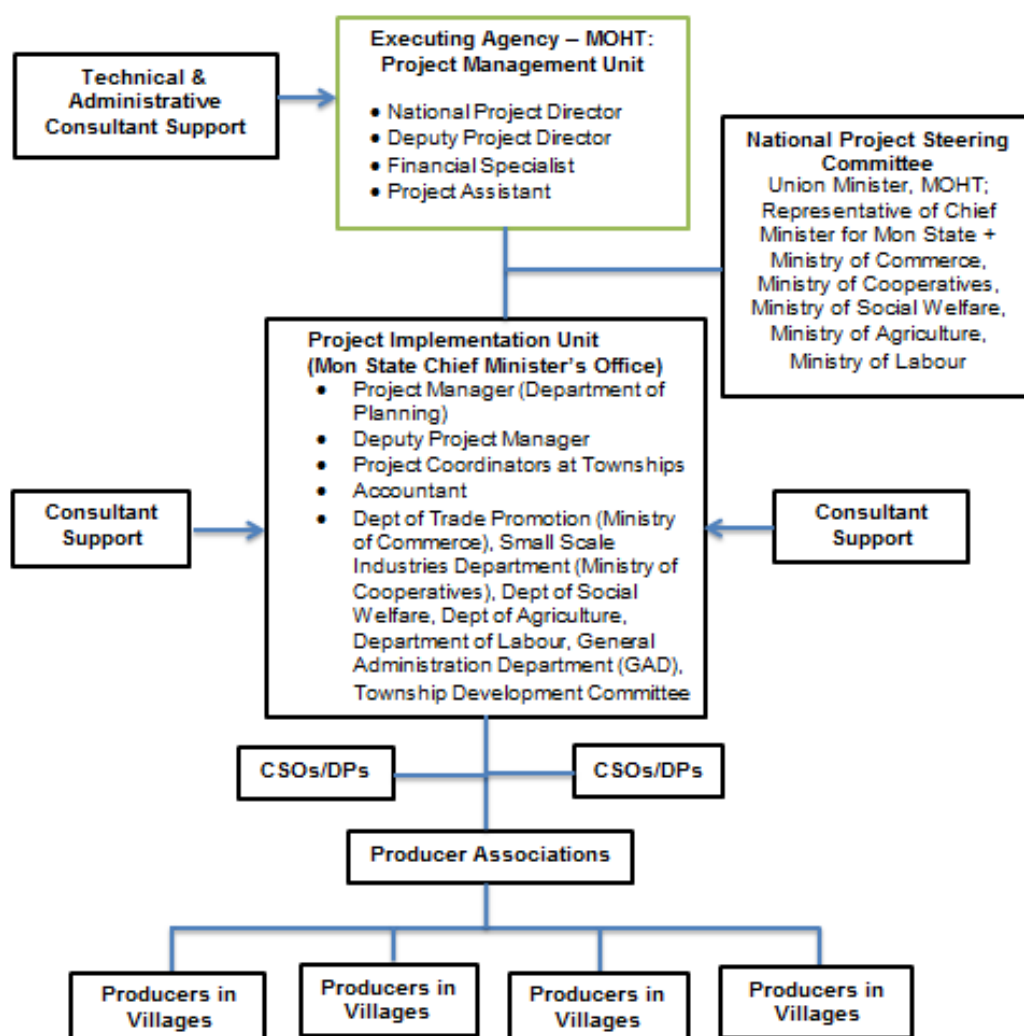 Executing Agency – MOHT:
Project Management Unit
• National Project Director
• Deputy Project Director
• Financial Specialist
• Project Assistant
Technical &
Administrative
Consultant Support
National Project Steering
Committee
Union Minister, MOHT;
Representative of Chief
Minister for Mon State +
Ministry of Commerce,
Ministry of Cooperatives,
Ministry of Social Welfare,
Ministry of Agriculture,
Ministry of Labour
Project Implementation Unit
(Mon State Chief Minister's Office)
• Project Manager (Department of
Planning)
• Deputy Project Manager
• Project Coordinators at Townships
• Accountant
• Dept of Trade Promotion (Ministry
of Commerce), Small Scale
Industries Department (Ministry of
Cooperatives), Dept of Social
Welfare, Dept of Agriculture,
Department of Labour, General
Administration Department (GAD),
Township Development Committee
Consultant
Support
Consultant
Support
CSOs/DPs
CSOs/DPs
Producer Associations
Producers in
Villages
Producers in
Villages
Producers in
Villages
Producers in
Villages